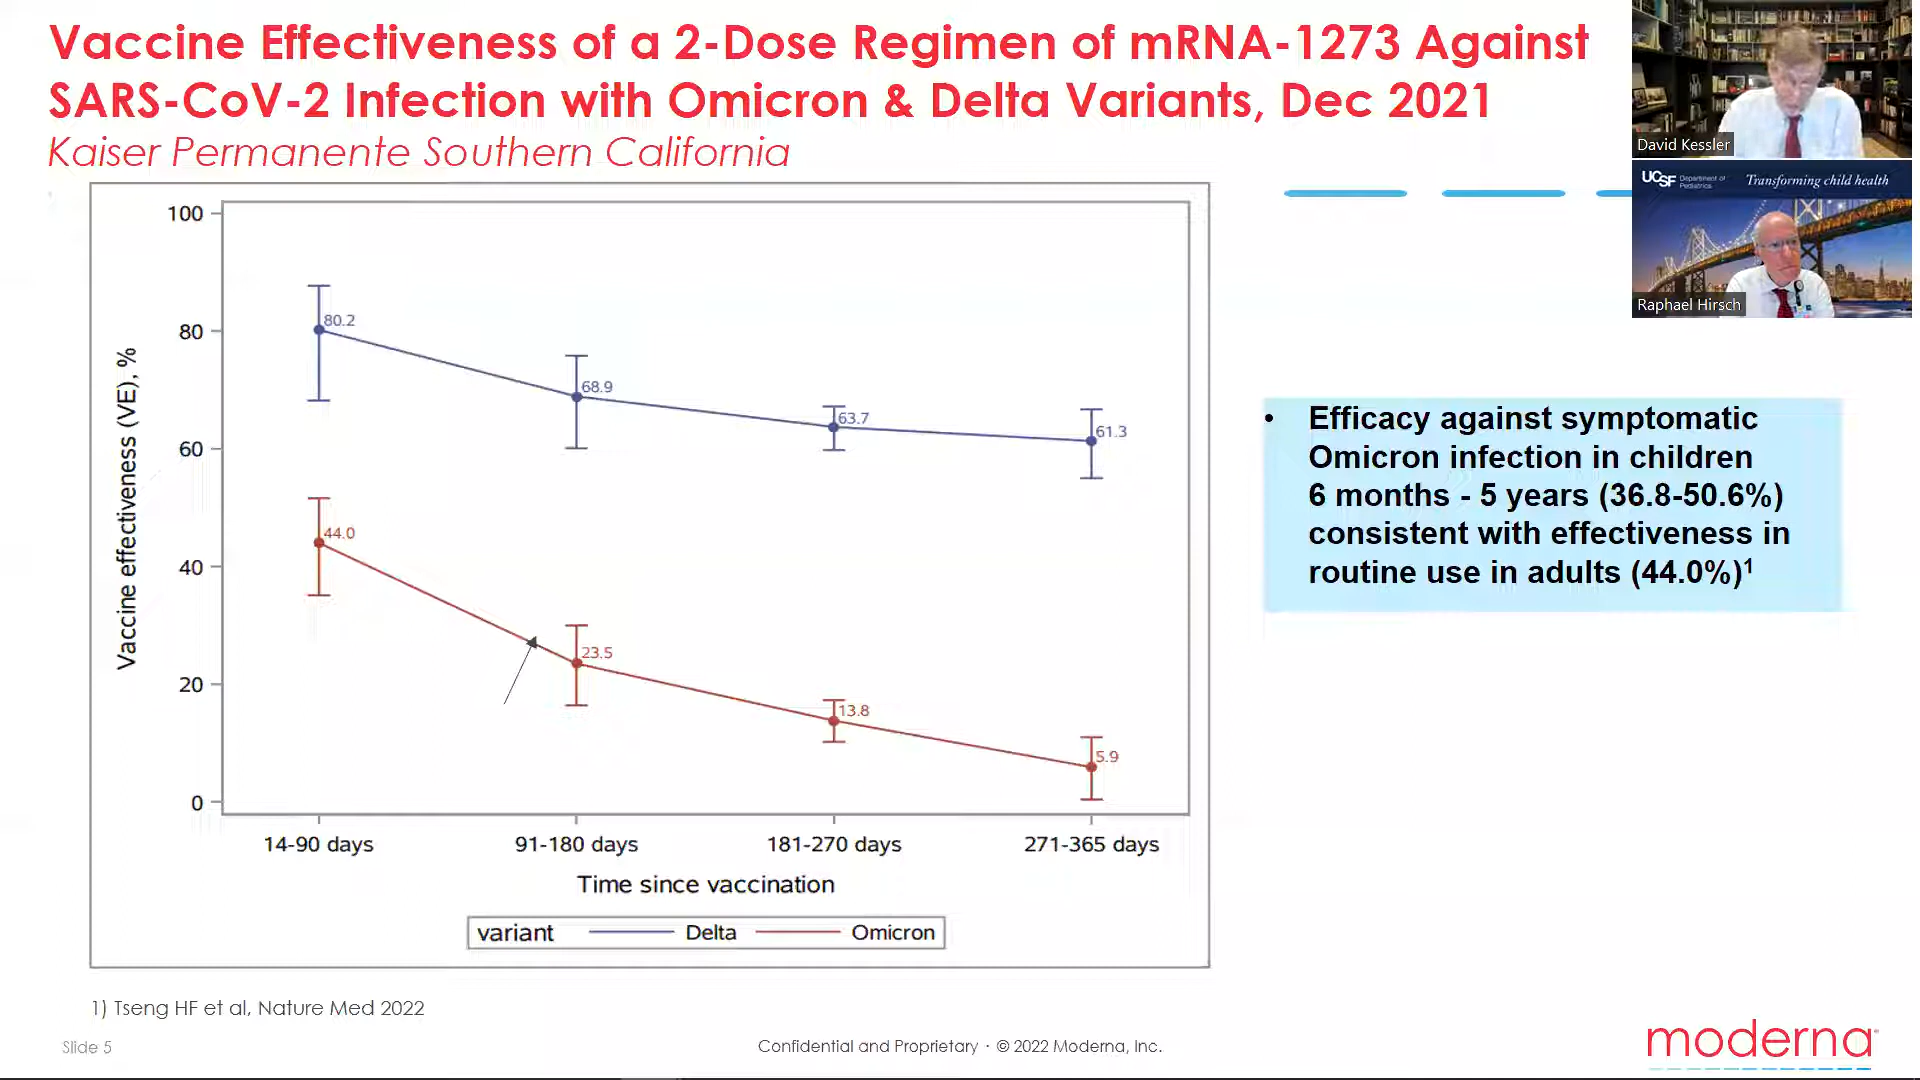 Vaccine Effectiveness of a 2-Dose Regimen of mRNA-1273 Against
SARS-CoV-2 Infection with Omicron & Delta Variants, Dec 2021
Kaiser Permanente Southern California
David Kessler
UCSF Department of
Pediatrics
Transforming child health
Raphael Hirsch
Vaccine effectiveness (VE), %
100
80
60
40
20
0
80.2
68.9
63.7
61.3
44.0
23.5
13.8
5.9
14-90 days
91-180 days
181-270 days
271-365 days
Time since vaccination
variant Delta Omicron
• Efficacy against symptomatic
Omicron infection in children
6 months - 5 years (36.8-50.6%)
consistent with effectiveness in
routine use in adults (44.0%)¹
1) Tseng HF et al, Nature Med 2022
Slide 5
Confidential and Proprietary · © 2022 Moderna, Inc.
moderna